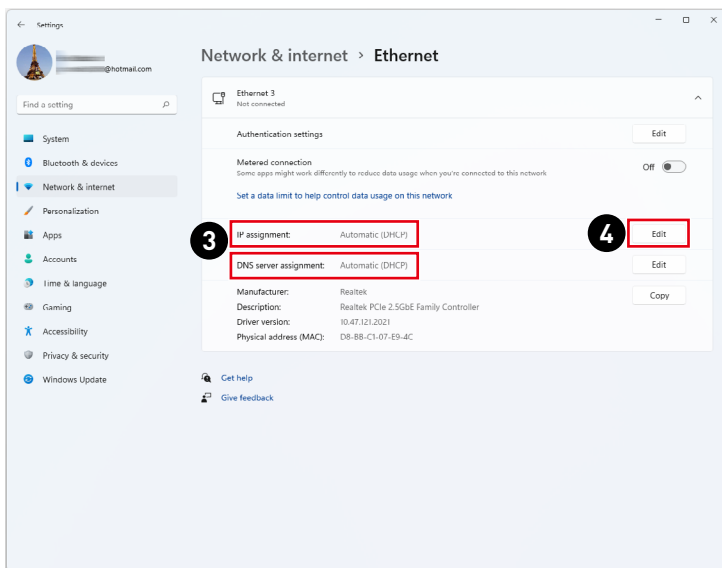 Settings
@hotmail.com
Find a setting
System
Bluetooth & devices
Network & internet
Personalization
Apps
Accounts
Time & language
Gaming
Accessibility
Privacy & security
Windows Update
Network & internet > Ethernet
Ethernet 3
Not connected
Authentication settings Edit
Metered connection
Some apps might work differently to reduce data usage when you're connected to this network
Off
Set a data limit to help control data usage on this network
3 IP assignment: Automatic (DHCP) 4 Edit
DNS server assignment: Automatic (DHCP) Edit
Manufacturer: Realtek Copy
Description: Realtek PCIe 2.5GbE Family Controller
Driver version: 10.47.121.2021
Physical address (MAC): D8-BB-C1-07-E9-4C
Get help
Give feedback